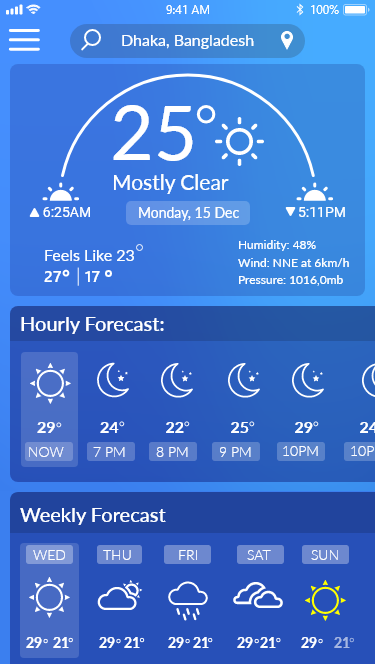 9:41 AM 100%
Dhaka, Bangladesh
25°
Mostly Clear
6:25AM Monday, 15 Dec 5:11PM
Feels Like 23°
27° | 17 °
Humidity: 48%
Wind: NNE at 6km/h
Pressure: 1016,0mb
Hourly Forecast:
29° 24° 22° 25° 29° 24
NOW 7 PM 8 PM 9 PM 10PM 10P
Weekly Forecast
WED THU FRI SAT SUN
29° 21° 29° 21° 29° 21° 29° 21° 29° 21°